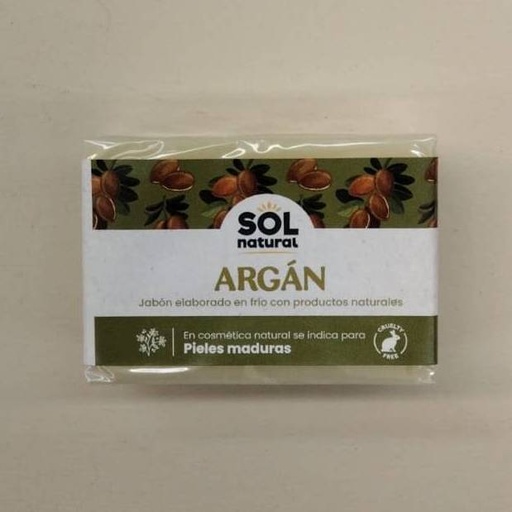 SOL
natural
ARGÁN
Jabón elaborado en frío con productos naturales
En cosmética natural se indica para
Pieles maduras
CRUELTY
FREE